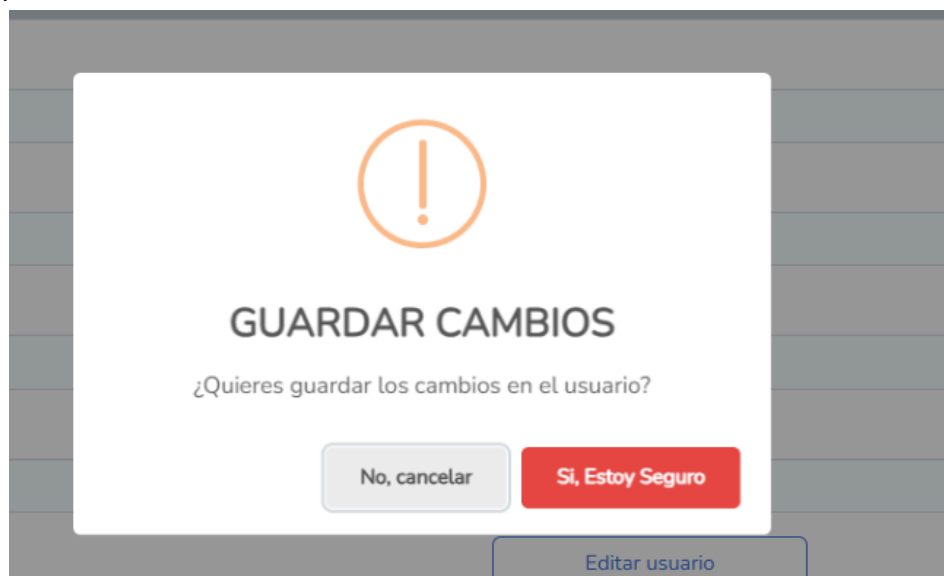 GUARDAR CAMBIOS
¿Quieres guardar los cambios en el usuario?
No, cancelar
Si, Estoy Seguro
Editar usuario